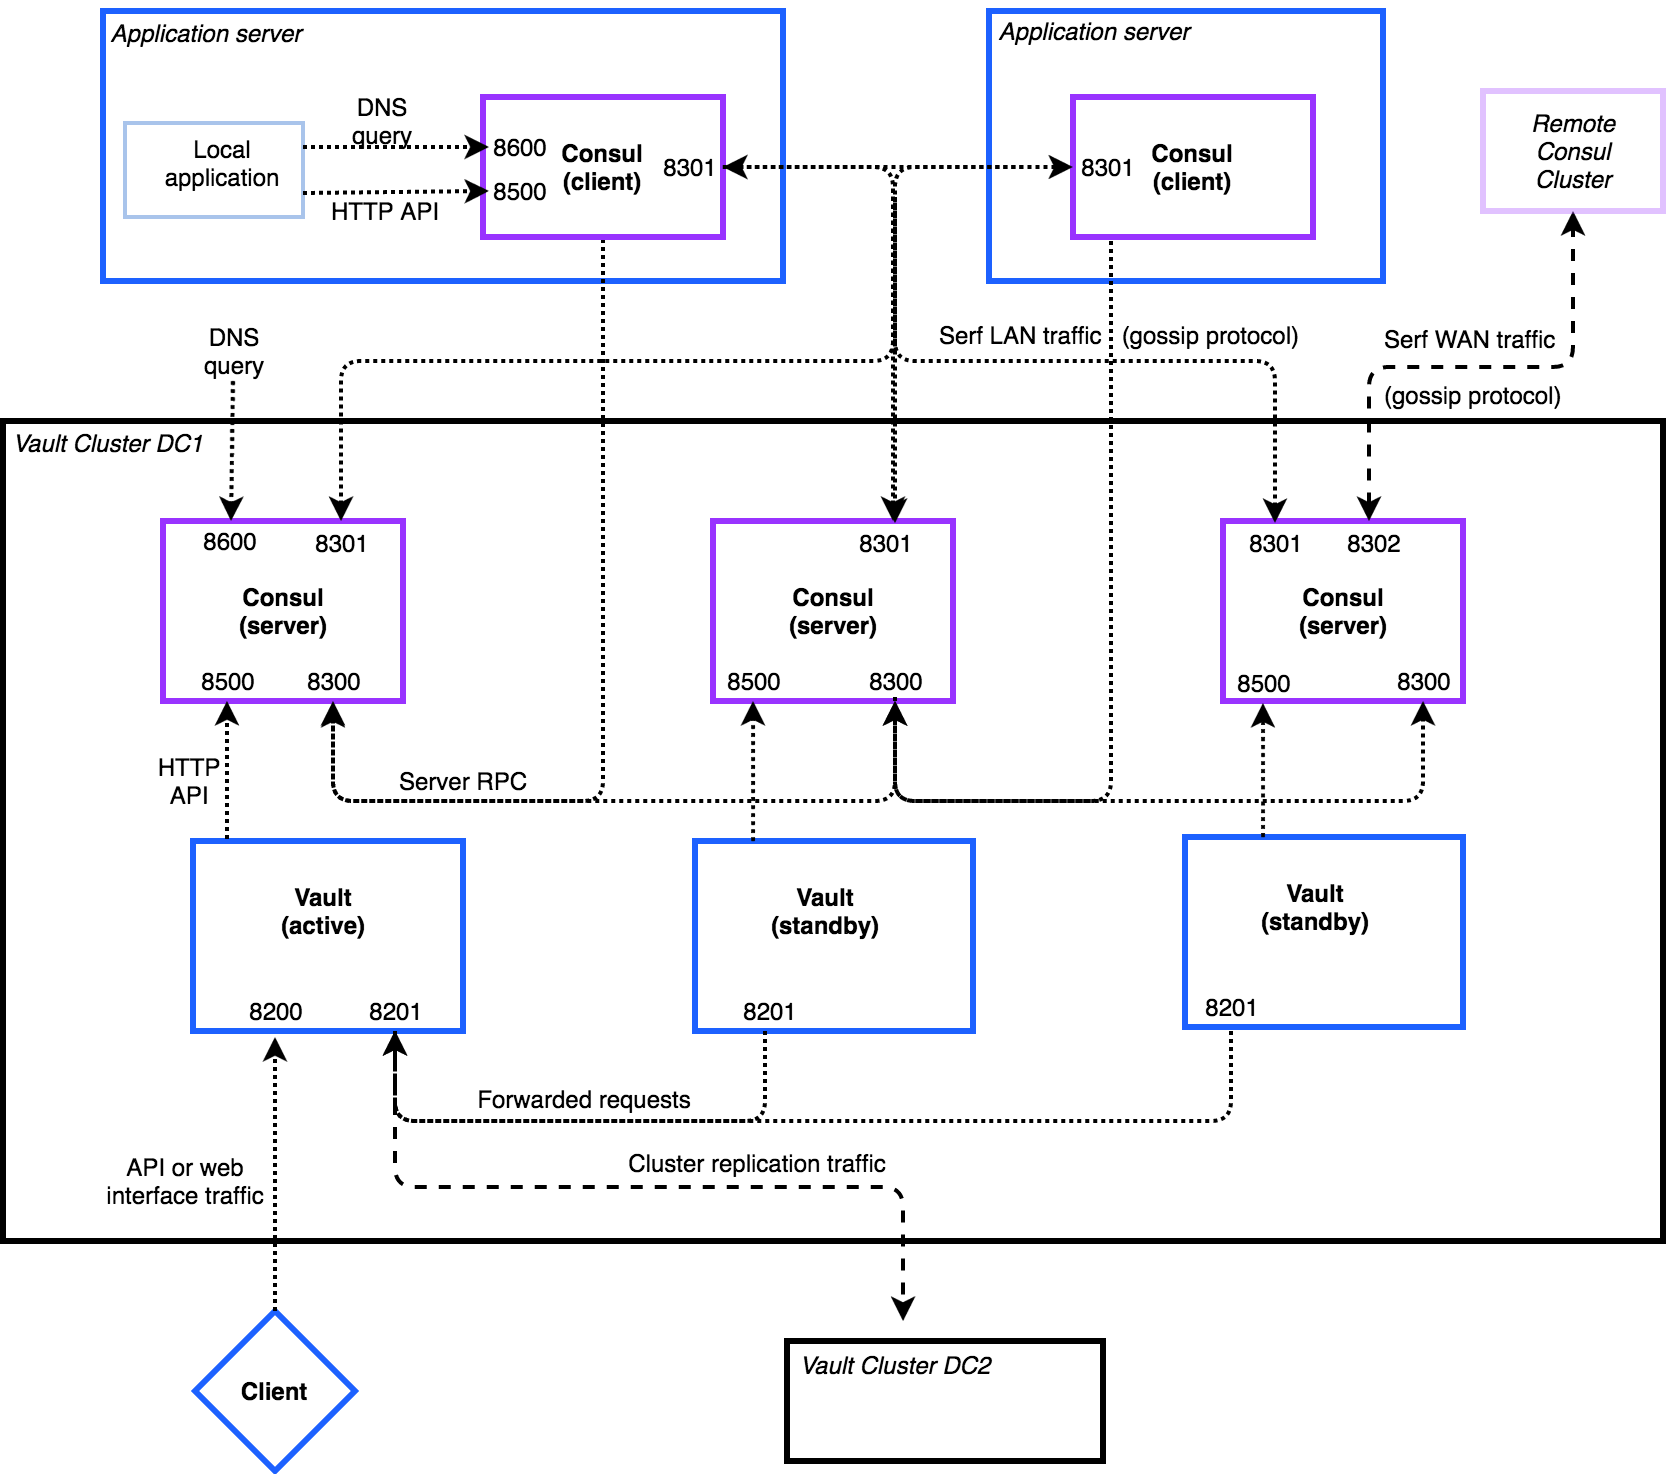 Application server
Application server
DNS
query
Local
application
8600
8500
Consul
(client)
8301
HTTP API
8301
Consul
(client)
Remote
Consul
Cluster
DNS
query
Serf LAN traffic
(gossip protocol)
Serf WAN traffic
(gossip protocol)
Vault Cluster DC1
8600
8301
Consul
(server)
8500
8300
8301
Consul
(server)
8500
8300
8301
8302
Consul
(server)
8500
8300
HTTP
API
Server RPC
Vault
(active)
8200
8201
Vault
(standby)
8201
Vault
(standby)
8201
Forwarded requests
API or web
interface traffic
Cluster replication traffic
Client
Vault Cluster DC2